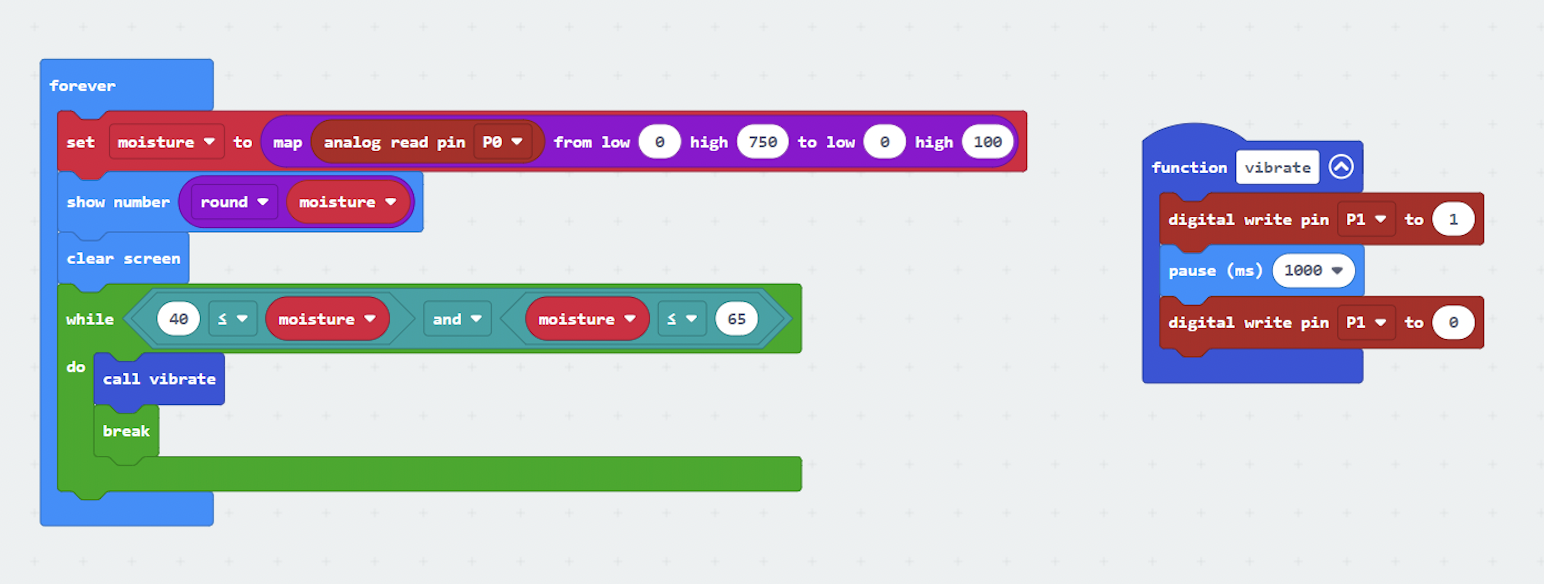 forever
set moisture to map analog read pin P0 from low 0 high 750 to low 0 high 100
show number round moisture
clear screen
while 40 ≤ moisture and moisture ≤ 65
do
call vibrate
break
function vibrate
digital write pin P1 to 1
pause (ms) 1000
digital write pin P1 to 0